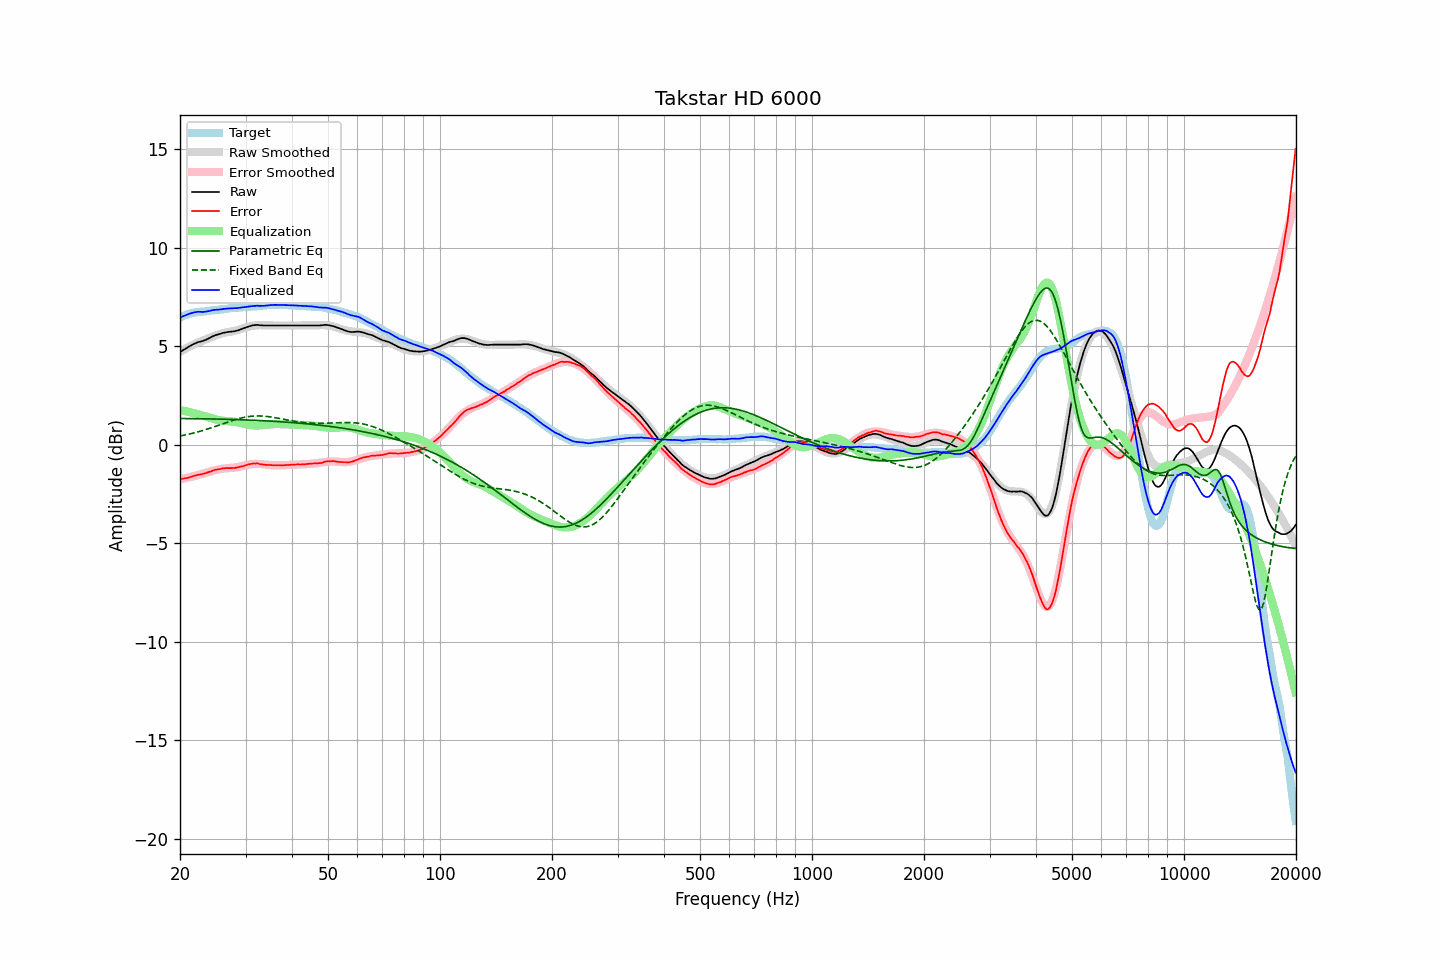 Takstar HD 6000
Target
Raw Smoothed
Error Smoothed
Raw
Error
Equalization
Parametric Eq
Fixed Band Eq
Equalized
15
10
5
0
−5
−10
−15
−20
Amplitude (dBr)
20
50
100
200
500
1000
2000
5000
10000
20000
Frequency (Hz)